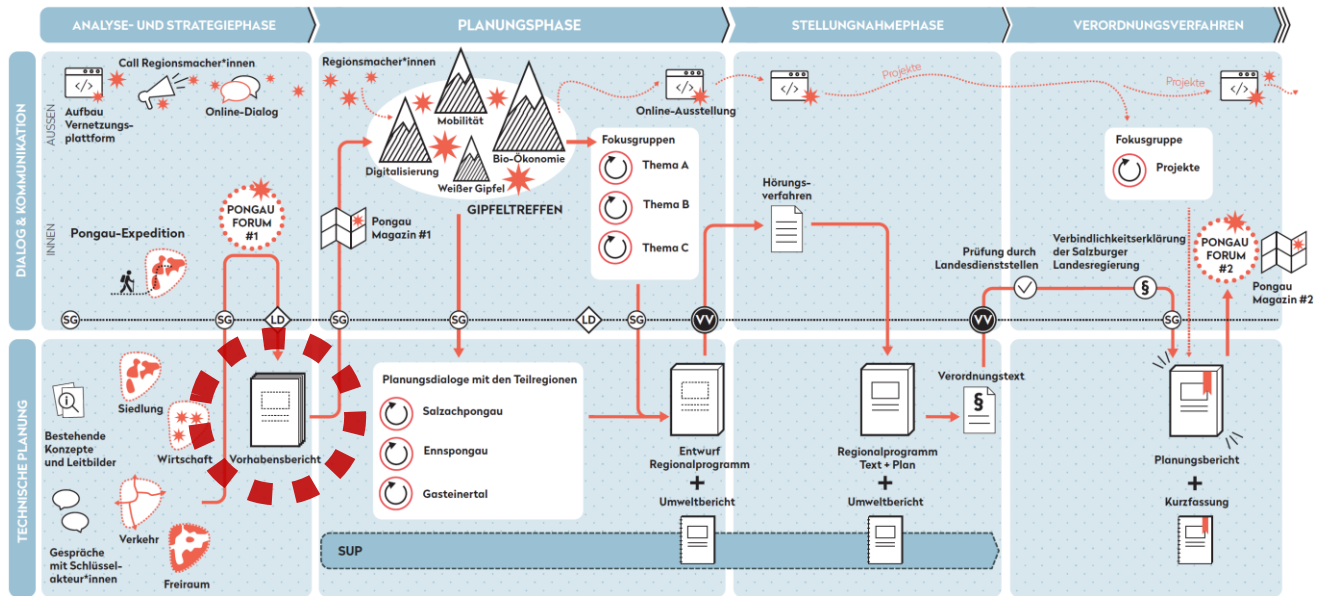 ANALYSE- UND STRATEGIEPHASE
PLANUNGSPHASE
STELLUNGNAHMEPHASE
VERORDNUNGSVERFAHREN
DIALOG & KOMMUNIKATION
AUSSEN
INNEN
Call Regionsmacher*innen
</>
Aufbau
Vernetzungs-
plattform
Online-Dialog
PONGAU
FORUM
#1
Pongau-Expedition
Regionsmacher*innen
Mobilität
Digitalisierung
Bio-Ökonomie
Weißer Gipfel
GIPFELTREFFEN
Pongau
Magazin #1
</>
Online-Ausstellung
Fokusgruppen
Thema A
Thema B
Thema C
</>
Projekte
Hörungs-
verfahren
Projekte
</>
Fokusgruppe
Projekte
Prüfung durch
Landesdienststellen
Verbindlichkeitserklärung
der Salzburger
Landesregierung
§
PONGAU
FORUM
#2
Pongau
Magazin #2
SG
SG
LD
SG
SG
LD
SG
VV
VV
SG
TECHNISCHE PLANUNG
Bestehende
Konzepte
und Leitbilder
Siedlung
Wirtschaft
Vorhabensbericht
Gespräche
mit Schlüssel-
akteur*innen
Verkehr
Freiraum
Planungsdialoge mit den Teilregionen
Salzachpongau
Ennspongau
Gasteinertal
Entwurf
Regionalprogramm
+
Umweltbericht
SUP
Regionalprogramm
Text + Plan
+
Umweltbericht
Verordnungstext
§
Planungsbericht
+
Kurzfassung